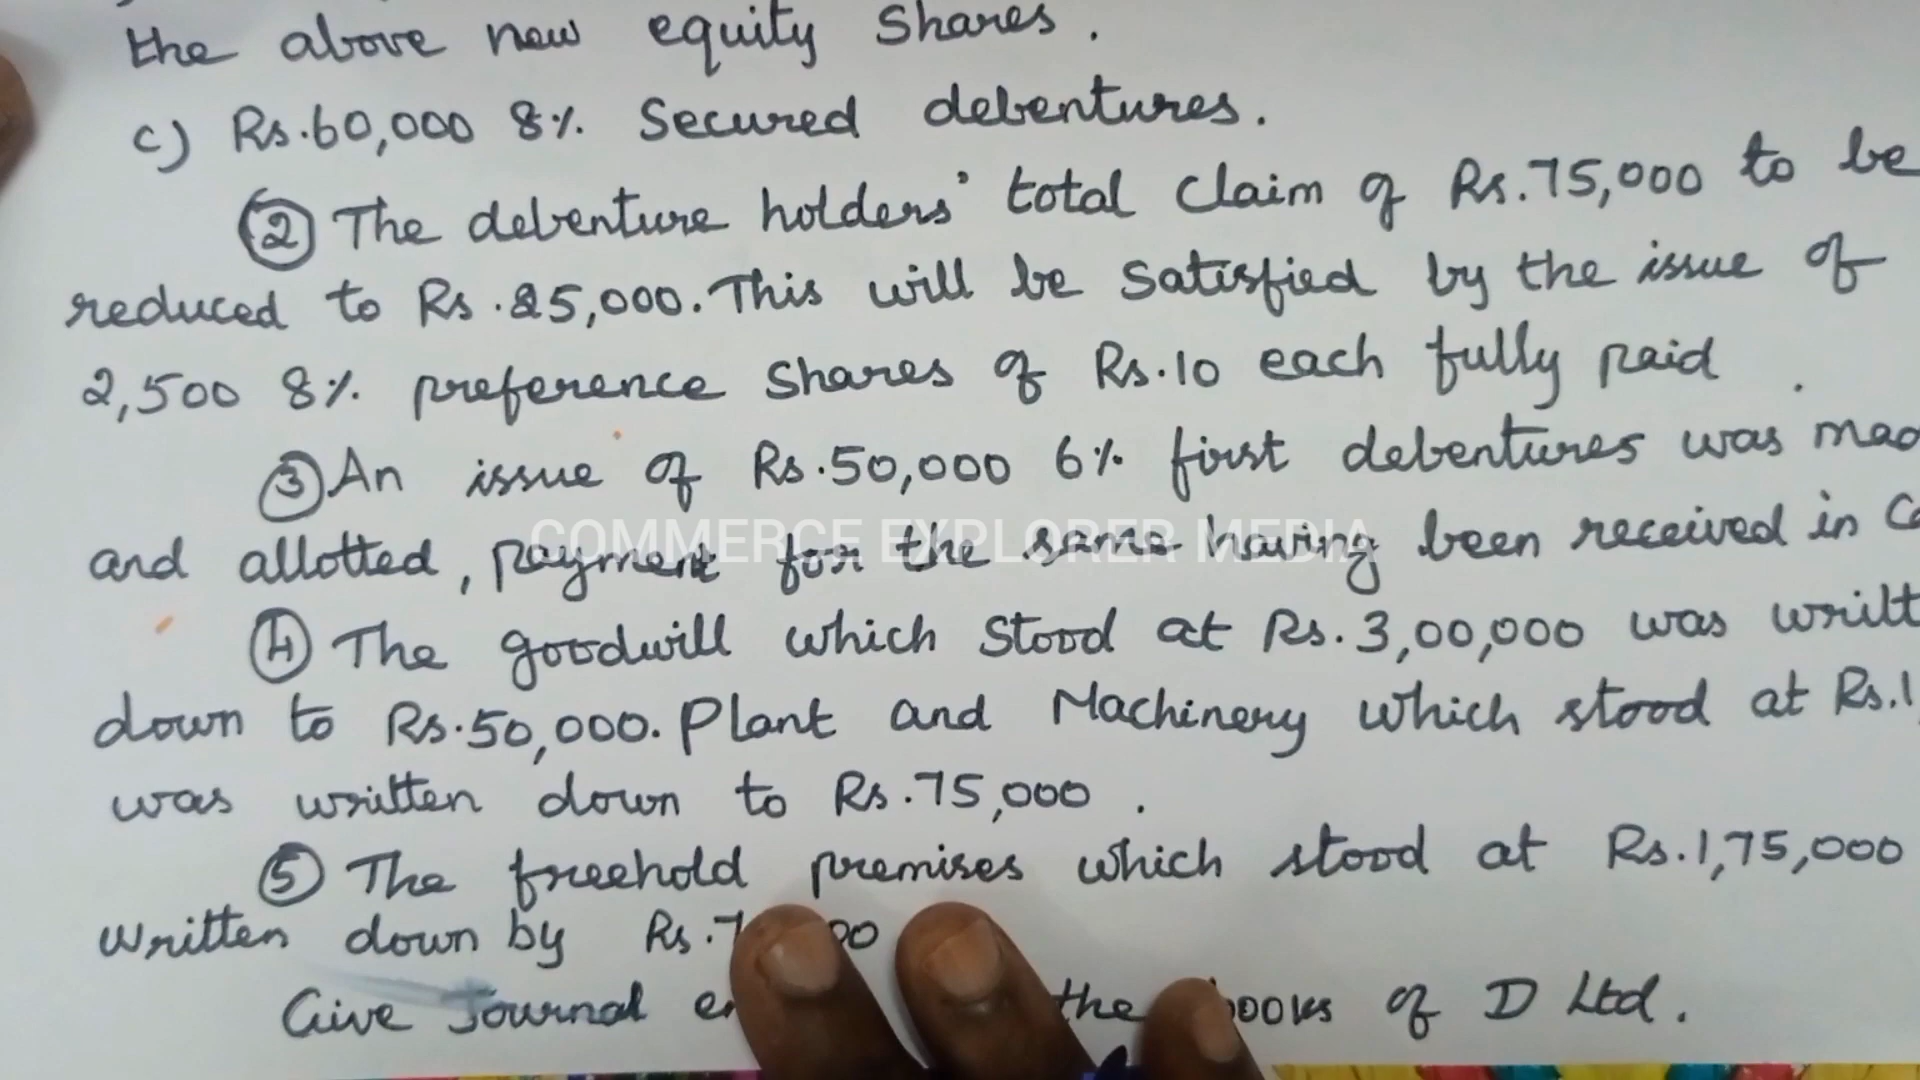 the above new equity Shares.
c) Rs.60,000 8% Secured debentures.
② The debenture holders' total claim of Rs.75,000 to be
reduced to Rs.25,000. This will be Satisfied by the issue of
2,500 8% preference Shares of Rs.10 each fully paid.
③ An issue of Rs.50,000 6% first debentures was
and allotted, payment for the same having been received in
COMMERCE EXPLORER MEDIA
④ The goodwill which Stood at Rs.3,00,000 was
down to Rs.50,000. Plant and Machinery which stood at
was written down to Rs.75,000.
⑤ The freehold premises which stood at Rs.1,75,000
written down by
Give Journal the books of D Ltd.